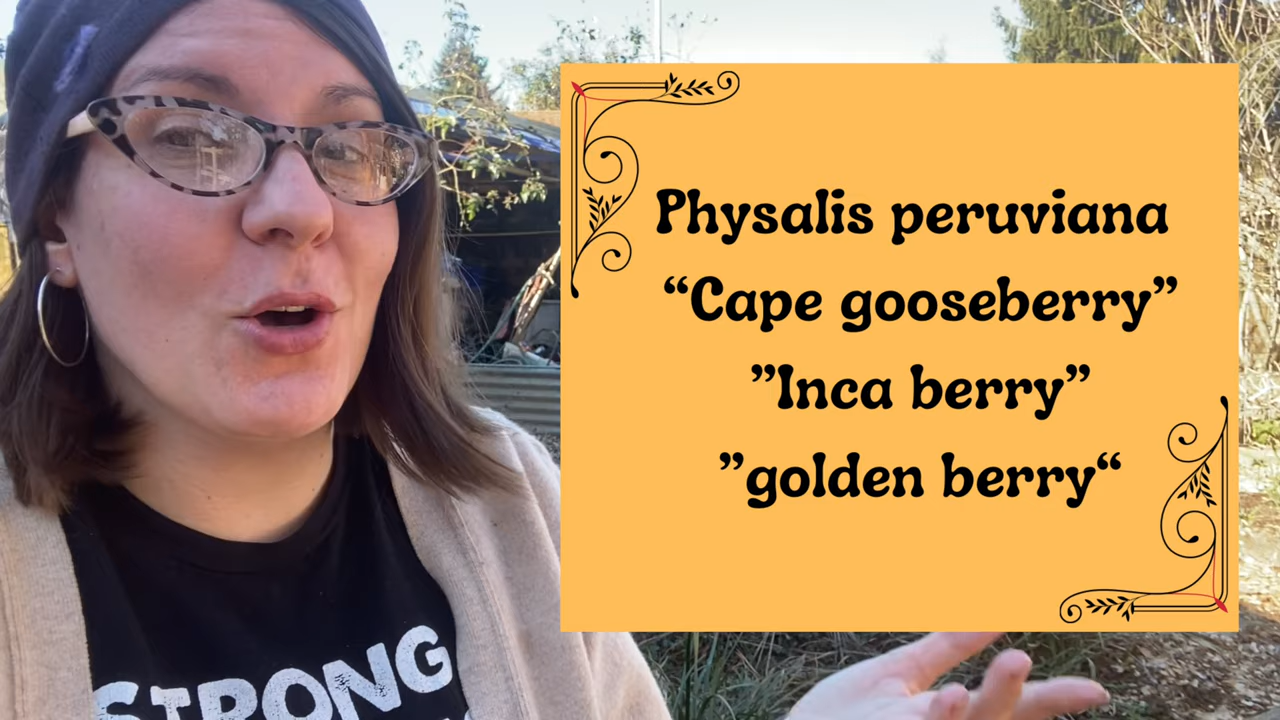 Physalis peruviana
“Cape gooseberry”
”Inca berry”
”golden berry“
STRONG